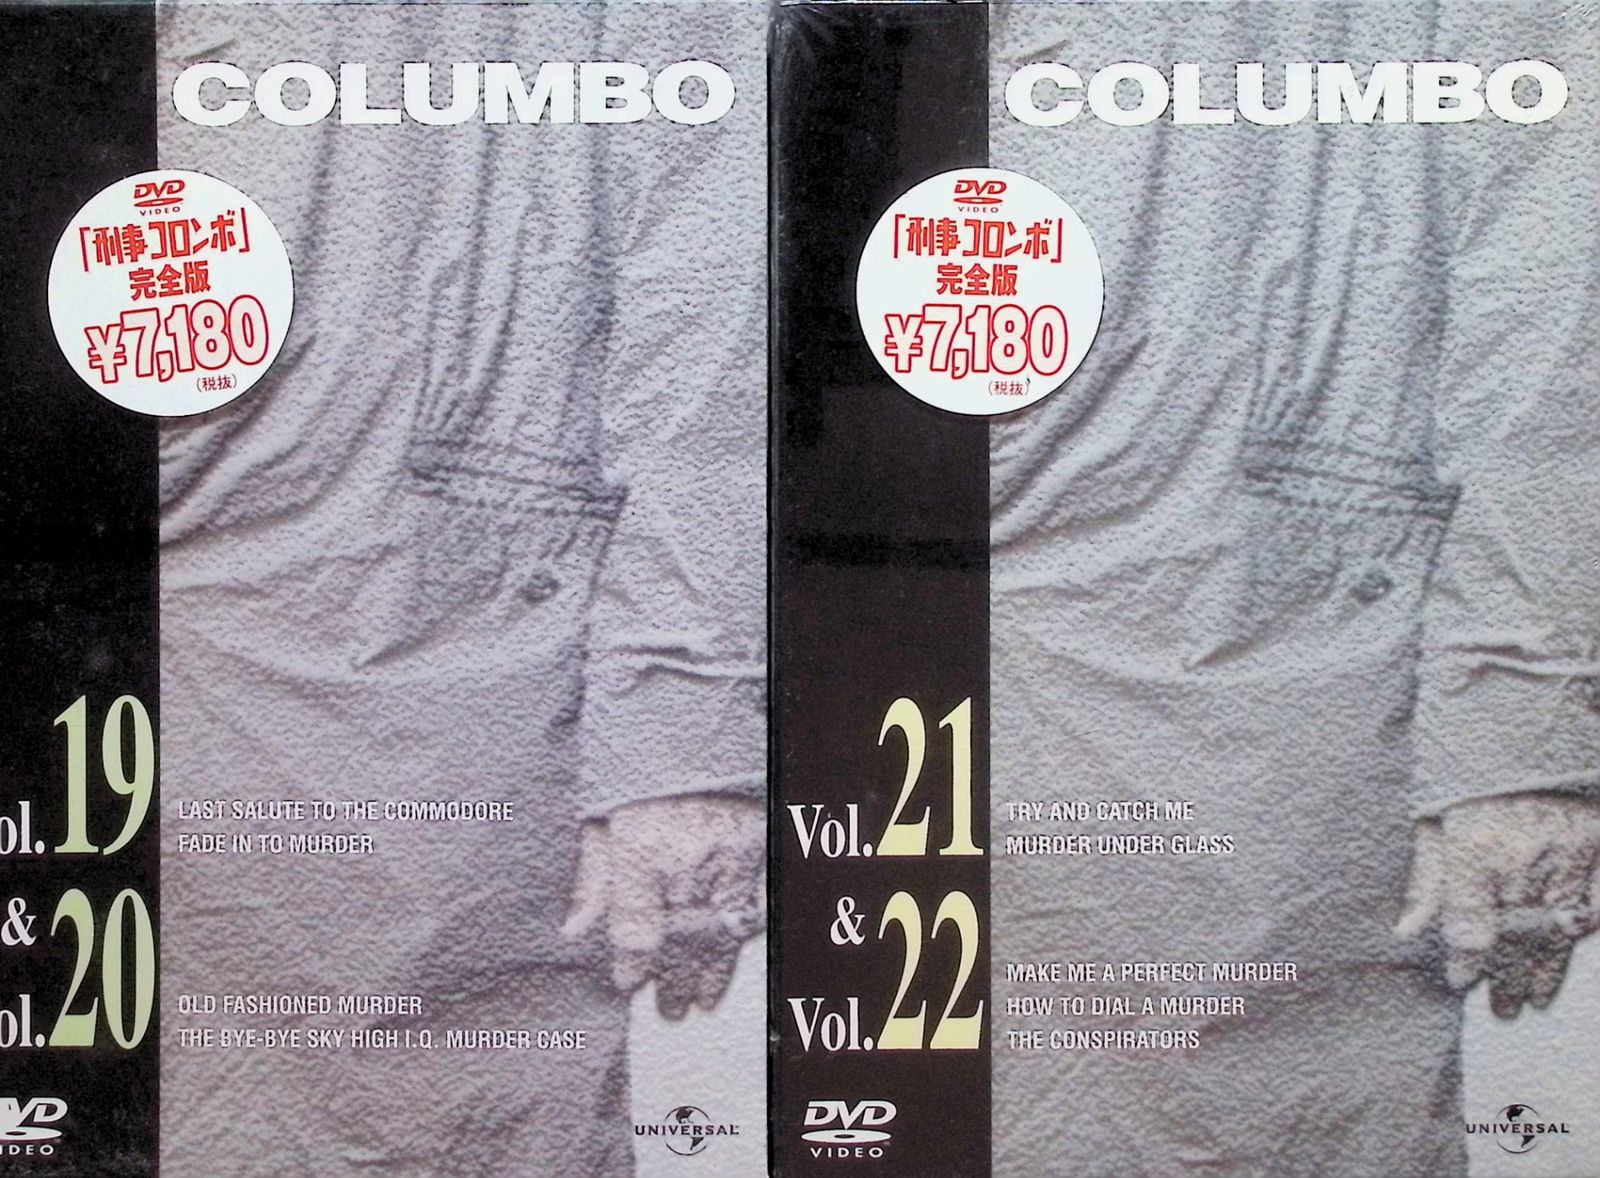 COLUMBO
DVD
VIDEO
「刑事コロンボ」
完全版
¥7,180
(税抜)
19
LAST SALUTE TO THE COMMODORE
FADE IN TO MURDER
&
20
OLD FASHIONED MURDER
THE BYE-BYE SKY HIGH I.Q. MURDER CASE
UNIVERSAL
COLUMBO
DVD
VIDEO
「刑事コロンボ」
完全版
¥7,180
(税抜)
Vol.21
TRY AND CATCH ME
MURDER UNDER GLASS
&
Vol.22
MAKE ME A PERFECT MURDER
HOW TO DIAL A MURDER
THE CONSPIRATORS
DVD
VIDEO
UNIVERSAL